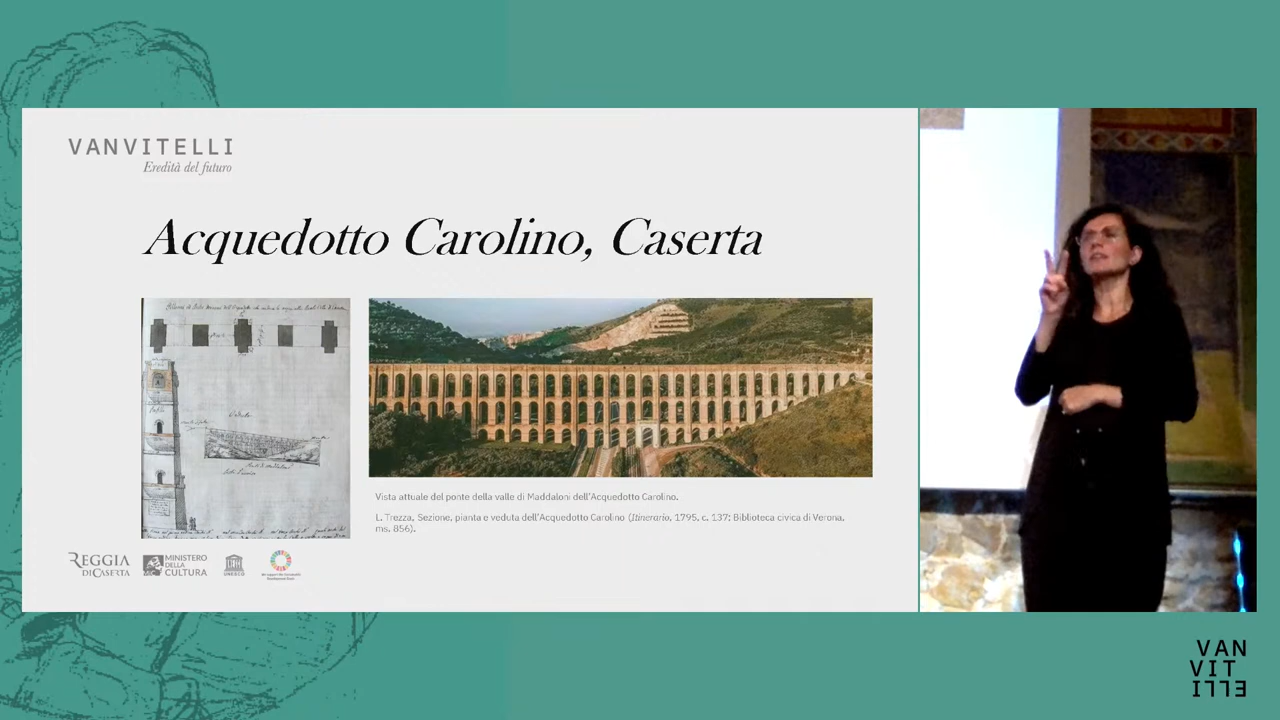 VANVITELLI
Eredità del futuro
Acquedotto Carolino, Caserta
Vista attuale del ponte della valle di Maddaloni dell'Acquedotto Carolino.
L. Trezza, Sezione, pianta e veduta dell'Acquedotto Carolino (Itinerario, 1795, c. 137; Biblioteca civica di Verona,
ms. 856).
REGGIA
DI CASERTA
MINISTERO
DELLA
CULTURA
UNESCO
VAN
VIT
ELLI